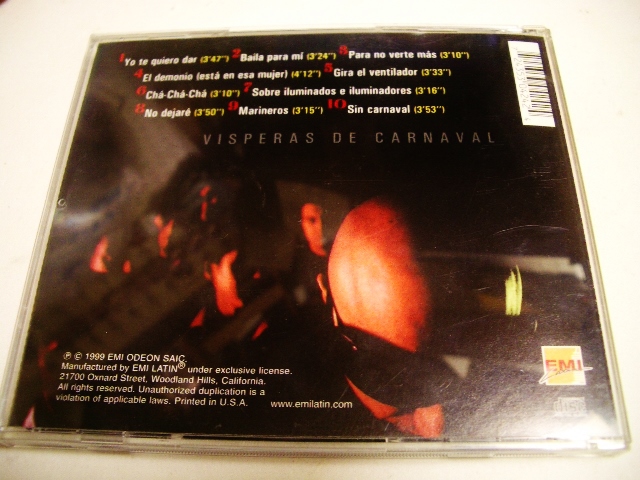 1 Yo te quiero dar (3'47") 2 Baila para mí (3'24") 3 Para no verte más (3'10")
4 El demonio (está en esa mujer) (4'12") 5 Gira el ventilador (3'33")
6 Chá-Chá-Chá (3'10") 7 Sobre iluminados e iluminadores (3'16")
8 No dejaré (3'50") 9 Marineros (3'15") 10 Sin carnaval (3'53")
VISPERAS DE CARNAVAL
℗ © 1999 EMI ODEON SAIC.
Manufactured by EMI LATIN® under exclusive license.
21700 Oxnard Street, Woodland Hills, California.
All rights reserved. Unauthorized duplication is a
violation of applicable laws. Printed in U.S.A.
www.emilatin.com
EMI